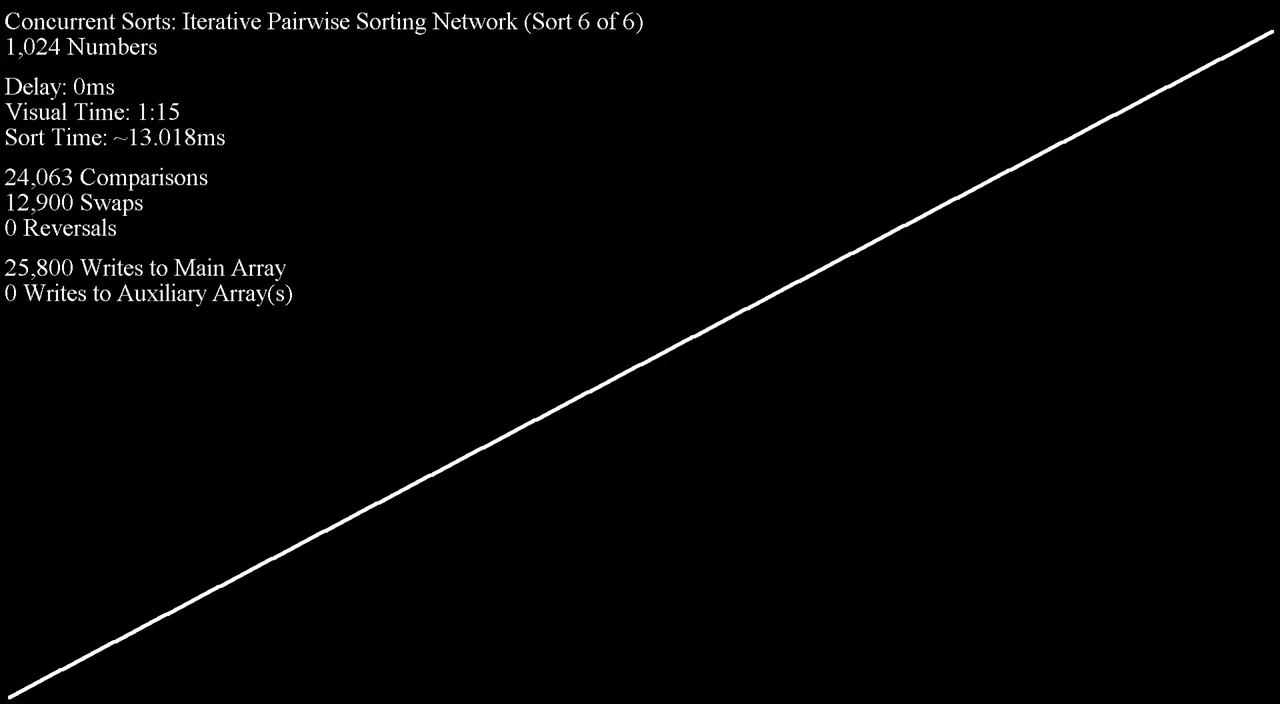 Concurrent Sorts: Iterative Pairwise Sorting Network (Sort 6 of 6)
1,024 Numbers
Delay: 0ms
Visual Time: 1:15
Sort Time: ~13.018ms
24,063 Comparisons
12,900 Swaps
0 Reversals
25,800 Writes to Main Array
0 Writes to Auxiliary Array(s)